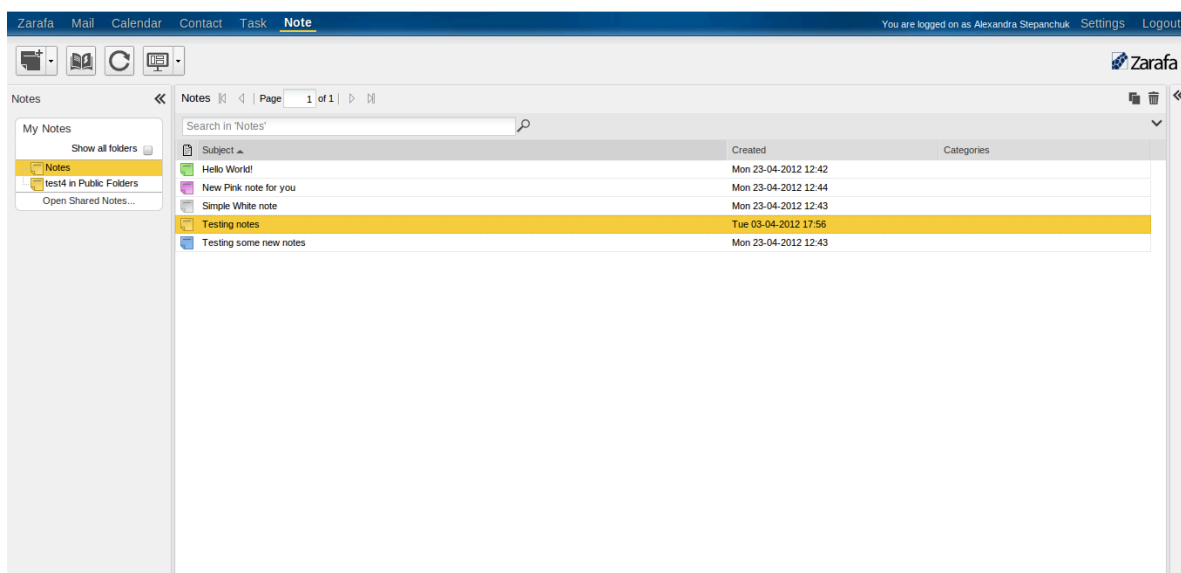 Zarafa Mail Calendar Contact Task Note You are logged on as Alexandra Stepanchuk Settings Logout
Zarafa
Notes Notes Page 1 of 1
My Notes Search in 'Notes'
Show all folders Subject Created Categories
Notes Hello World! Mon 23-04-2012 12:42
test4 in Public Folders New Pink note for you Mon 23-04-2012 12:44
Open Shared Notes... Simple White note Mon 23-04-2012 12:43
Testing notes Tue 03-04-2012 17:56
Testing some new notes Mon 23-04-2012 12:43